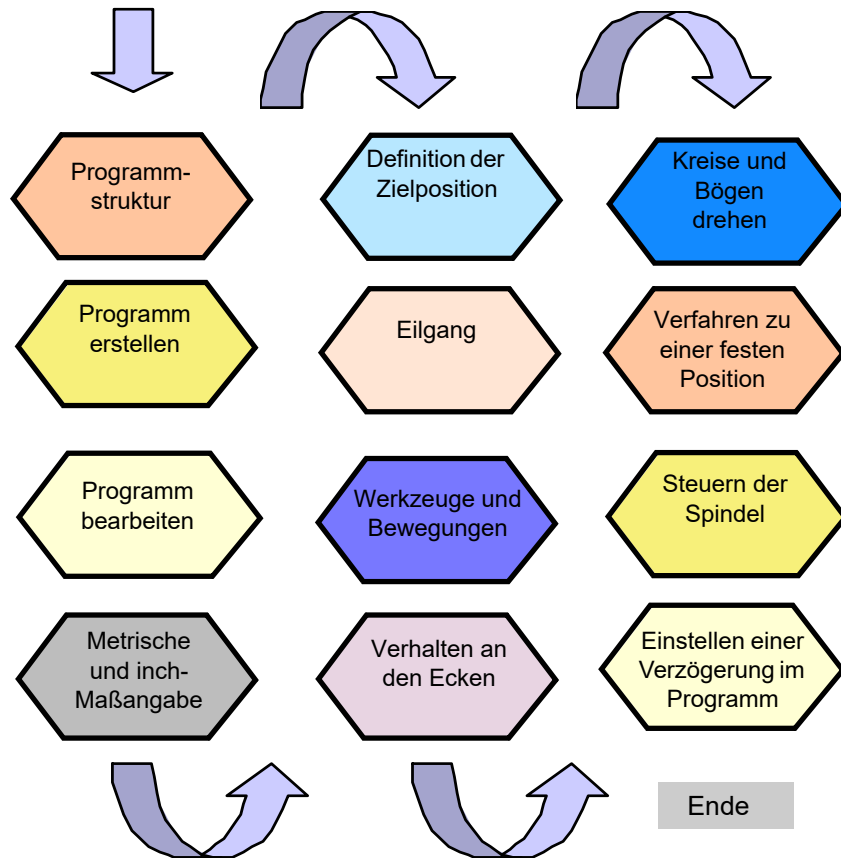 Programm-
struktur
Programm
erstellen
Programm
bearbeiten
Metrische
und inch-
Maßangabe
Definition der
Zielposition
Eilgang
Werkzeuge und
Bewegungen
Verhalten an
den Ecken
Kreise und
Bögen
drehen
Verfahren zu
einer festen
Position
Steuern der
Spindel
Einstellen einer
Verzögerung im
Programm
Ende